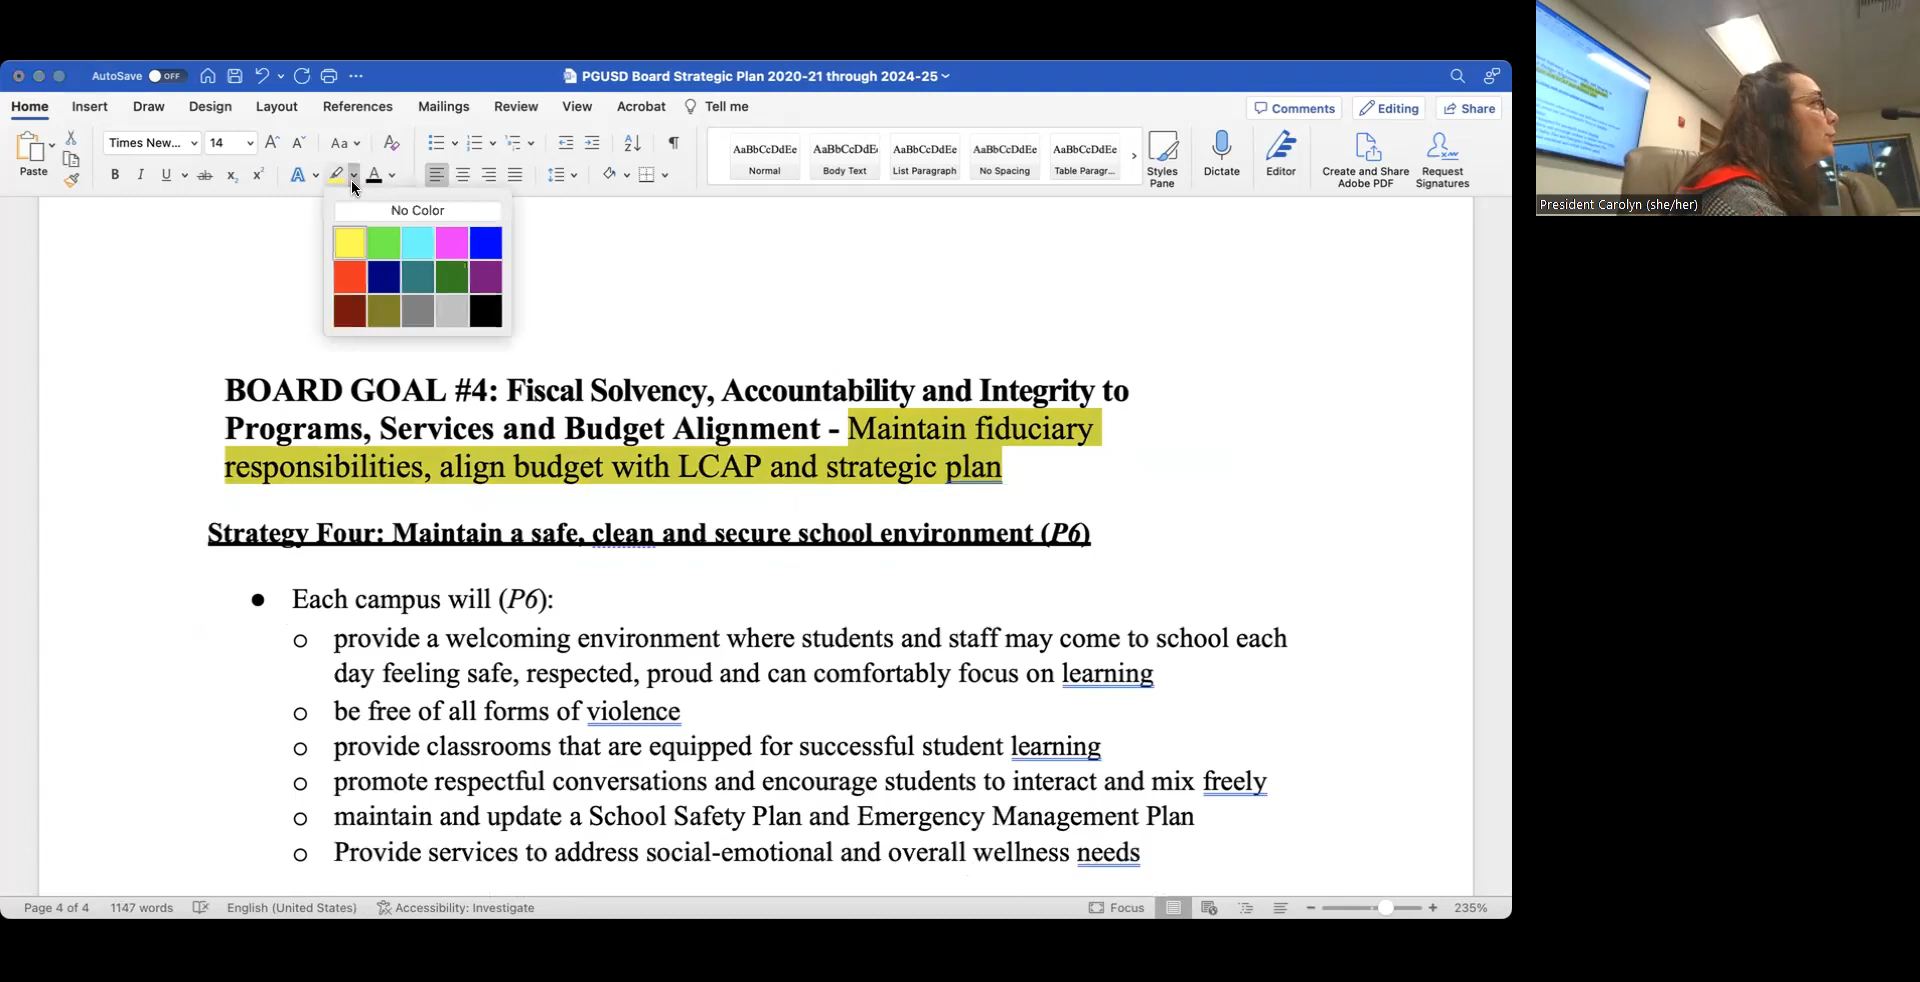 AutoSave OFF
PGUSD Board Strategic Plan 2020-21 through 2024-25
Home Insert Draw Design Layout References Mailings Review View Acrobat Tell me
Comments Editing Share
Paste
Times New... 14 Aa
B I U ab x₂ x² A A
AaBbCcDdEe AaBbCcDdEe AaBbCcDdEe AaBbCcDdEe AaBbCcDdEe
Normal Body Text List Paragraph No Spacing Table Paragr...
Styles Pane
Dictate
Editor
Create and Share Adobe PDF
Request Signatures
No Color
BOARD GOAL #4: Fiscal Solvency, Accountability and Integrity to
Programs, Services and Budget Alignment - Maintain fiduciary
responsibilities, align budget with LCAP and strategic plan
Strategy Four: Maintain a safe, clean and secure school environment (P6)
● Each campus will (P6):
o provide a welcoming environment where students and staff may come to school each
day feeling safe, respected, proud and can comfortably focus on learning
o be free of all forms of violence
o provide classrooms that are equipped for successful student learning
o promote respectful conversations and encourage students to interact and mix freely
o maintain and update a School Safety Plan and Emergency Management Plan
o Provide services to address social-emotional and overall wellness needs
Page 4 of 4 1147 words English (United States) Accessibility: Investigate
Focus 235%
President Carolyn (she/her)